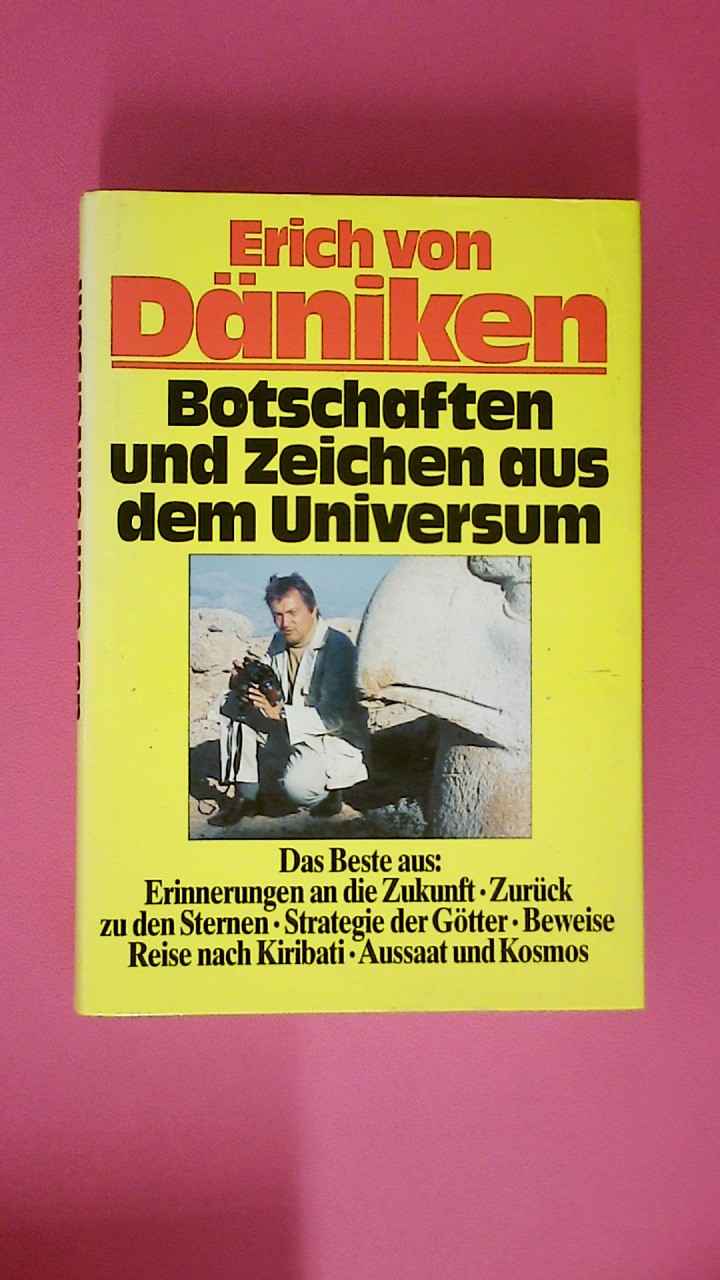 Erich von
Däniken
Botschaften
und Zeichen aus
dem Universum
Das Beste aus:
Erinnerungen an die Zukunft · Zurück
zu den Sternen · Strategie der Götter · Beweise
Reise nach Kiribati · Aussaat und Kosmos